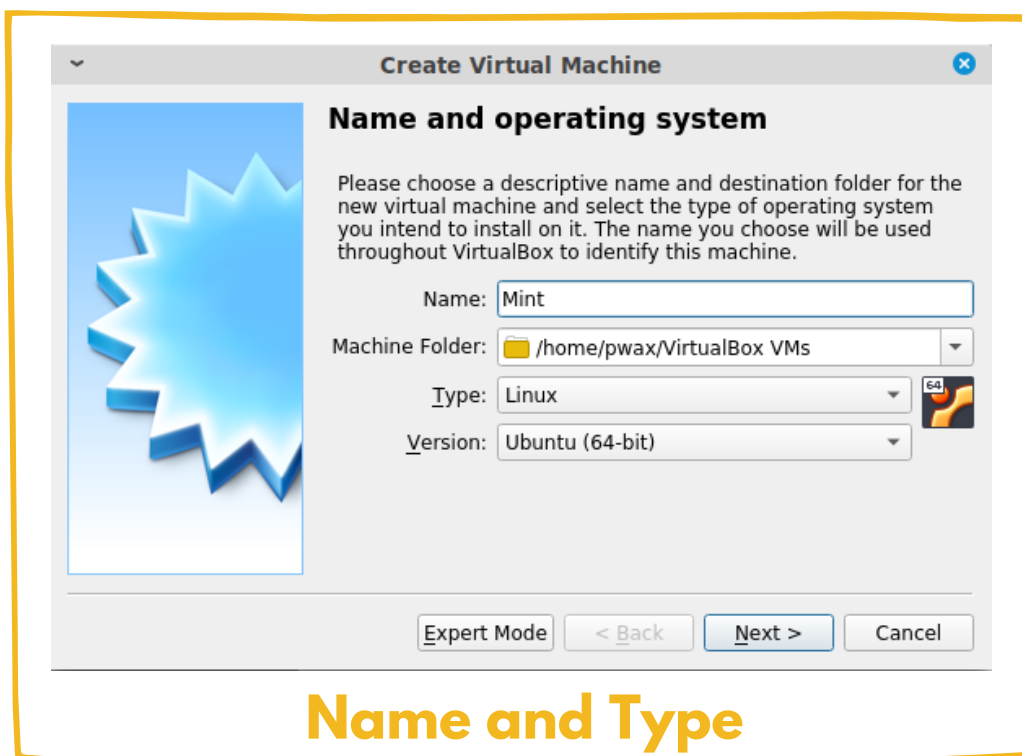 Create Virtual Machine
Name and operating system
Please choose a descriptive name and destination folder for the
new virtual machine and select the type of operating system
you intend to install on it. The name you choose will be used
throughout VirtualBox to identify this machine.
Name: Mint
Machine Folder: /home/pwax/VirtualBox VMs
Type: Linux
64
Version: Ubuntu (64-bit)
Expert Mode < Back Next > Cancel
Name and Type